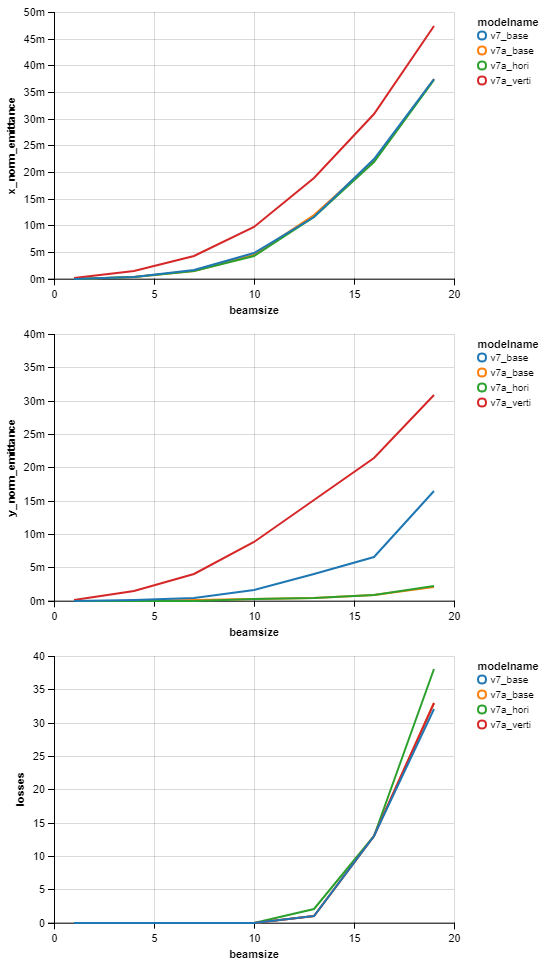 50m
45m
40m
35m
30m
25m
20m
15m
10m
5m
0m
x_norm_emittance
0 5 10 15 20
beamsize
modelname
v7_base
v7a_base
v7a_hori
v7a_verti
40m
35m
30m
25m
20m
15m
10m
5m
0m
y_norm_emittance
0 5 10 15 20
beamsize
modelname
v7_base
v7a_base
v7a_hori
v7a_verti
40
35
30
25
20
15
10
5
0
losses
0 5 10 15 20
beamsize
modelname
v7_base
v7a_base
v7a_hori
v7a_verti